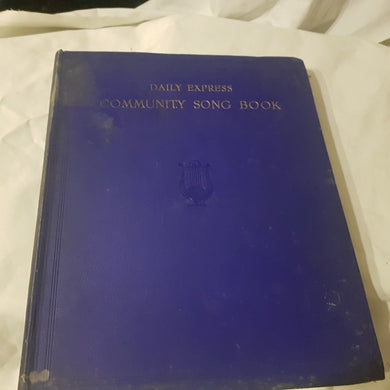 DAILY EXPRESS
COMMUNITY SONG BOOK